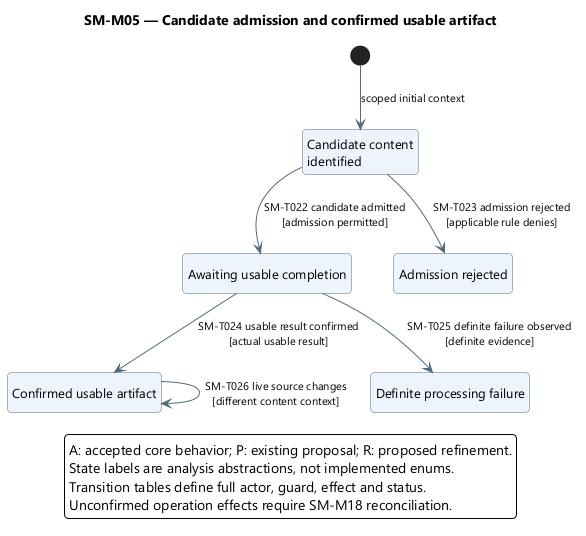 SM-M05 — Candidate admission and confirmed usable artifact
scoped initial context
Candidate content
identified
SM-T022 candidate admitted
[admission permitted]
SM-T023 admission rejected
[applicable rule denies]
Awaiting usable completion
Admission rejected
SM-T024 usable result confirmed
[actual usable result]
SM-T025 definite failure observed
[definite evidence]
Confirmed usable artifact
SM-T026 live source changes
[different content context]
Definite processing failure
A: accepted core behavior; P: existing proposal; R: proposed refinement.
State labels are analysis abstractions, not implemented enums.
Transition tables define full actor, guard, effect and status.
Unconfirmed operation effects require SM-M18 reconciliation.